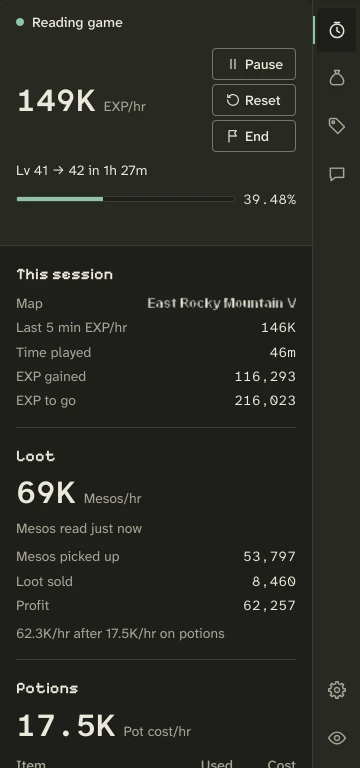 Reading game
149K EXP/hr
Pause
Reset
End
Lv 41 → 42 in 1h 27m
39.48%
This session
Map East Rocky Mountain V
Last 5 min EXP/hr 146K
Time played 46m
EXP gained 116,293
EXP to go 216,023
Loot
69K Mesos/hr
Mesos read just now
Mesos picked up 53,797
Loot sold 8,460
Profit 62,257
62.3K/hr after 17.5K/hr on potions
Potions
17.5K Pot cost/hr
Item Used Cost